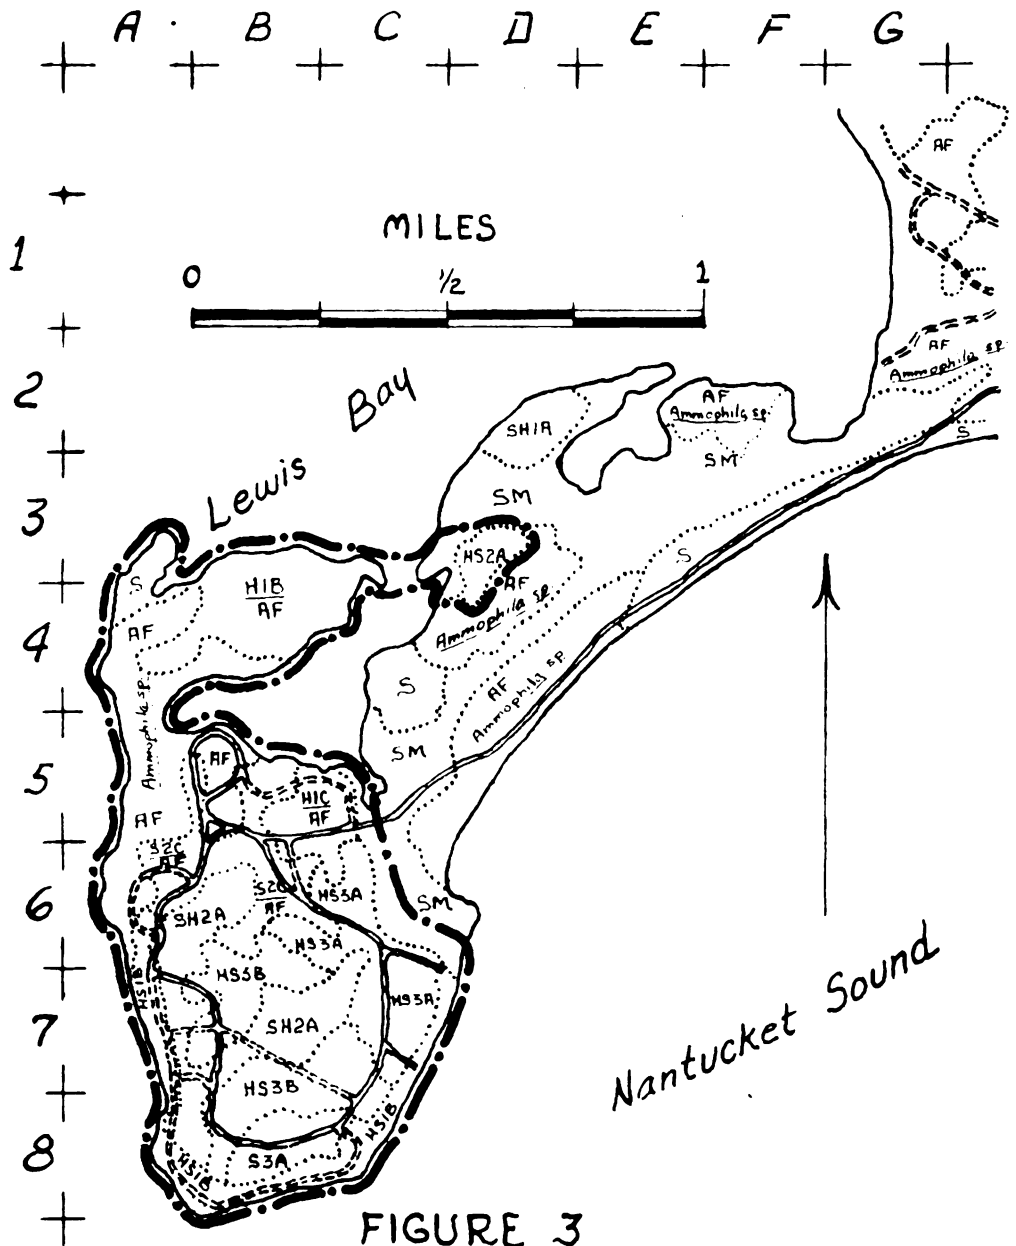 A B C D E F G
AF
1
MILES
0 1/2 1
AF
Ammophila sp.
2
Bay
AF
Ammophila sp.
SH1A
S
SM
Lewis
SM
3
HS2A
S
S
H1B
AF
AF
Ammophila sp.
AF
4
S
AF
Ammophila sp.
Ammophila sp.
SM
AF
5
H1C
AF
AF
S2C
AF
S2C
AF
HS3A
SM
6
SH2A
HS3A
Nantucket Sound
HS3B
HS1B
HS3A
7
SH2A
HS3B
HS1B
8
S3A
HS1B
FIGURE 3